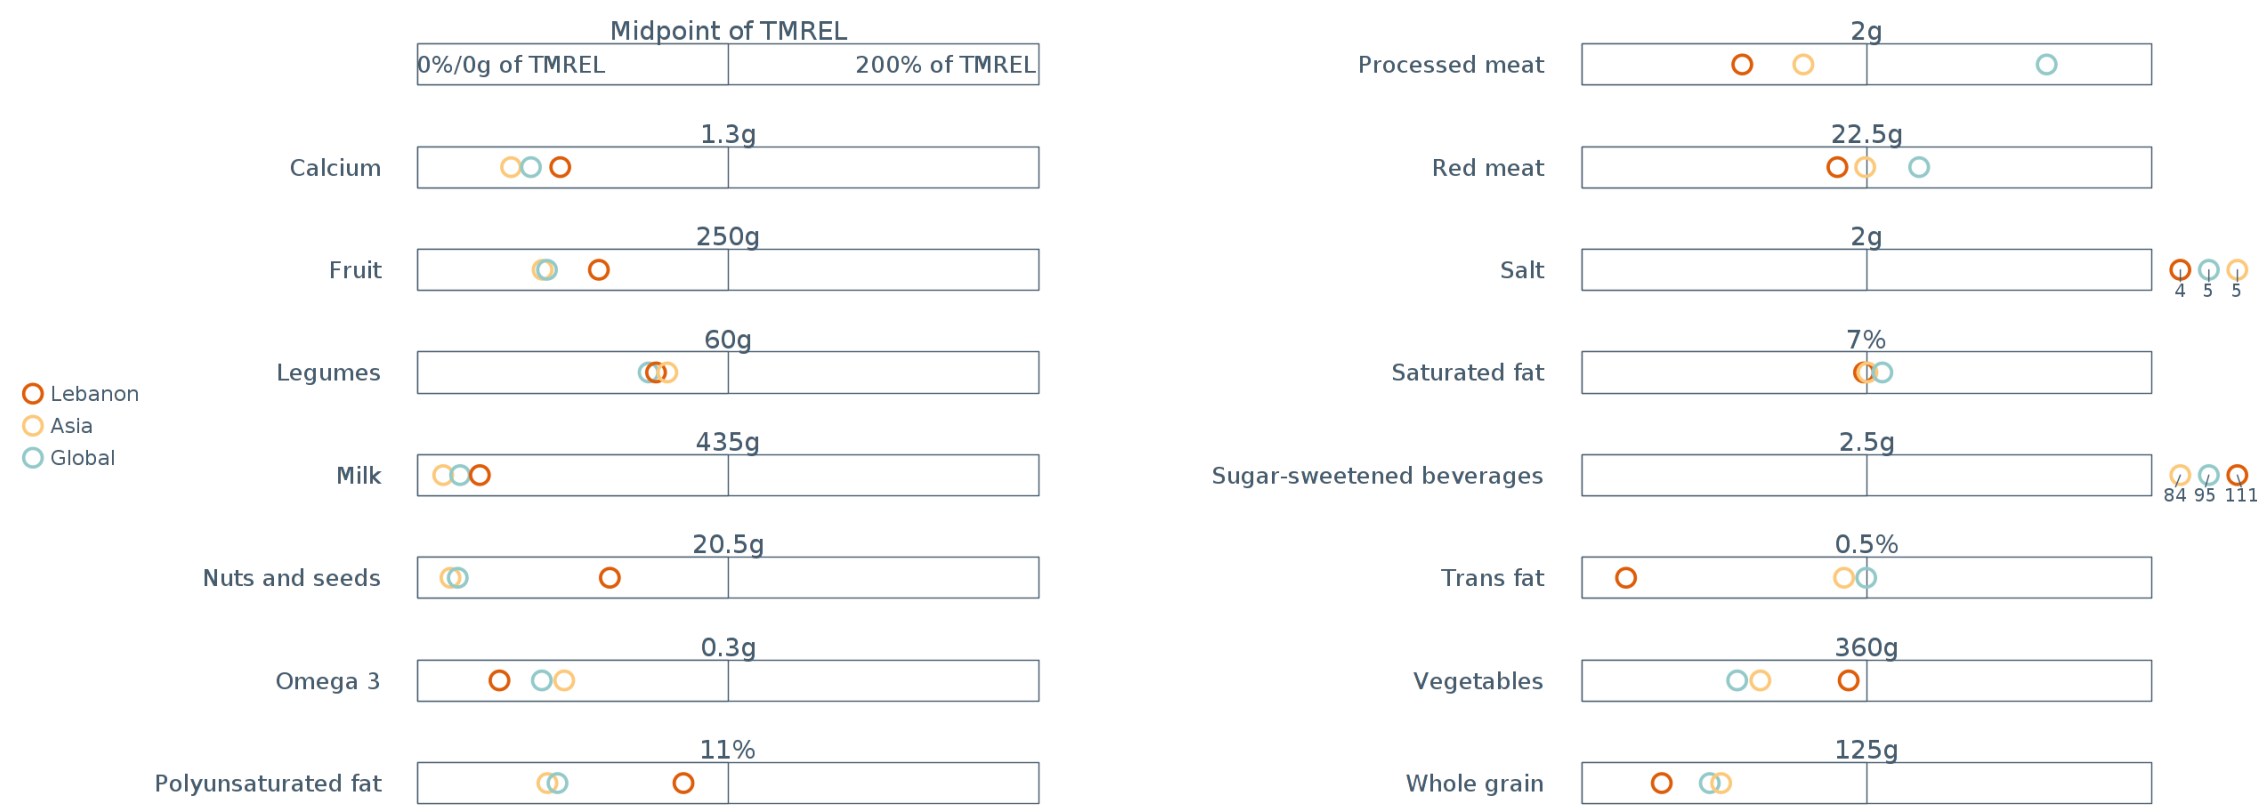 Midpoint of TMREL
0%/0g of TMREL
200% of TMREL
1.3g
Calcium
250g
Fruit
60g
Legumes
435g
Milk
20.5g
Nuts and seeds
0.3g
Omega 3
11%
Polyunsaturated fat
Lebanon
Asia
Global
2g
Processed meat
22.5g
Red meat
2g
Salt
4 5 5
7%
Saturated fat
2.5g
Sugar-sweetened beverages
84 95 111
0.5%
Trans fat
360g
Vegetables
125g
Whole grain